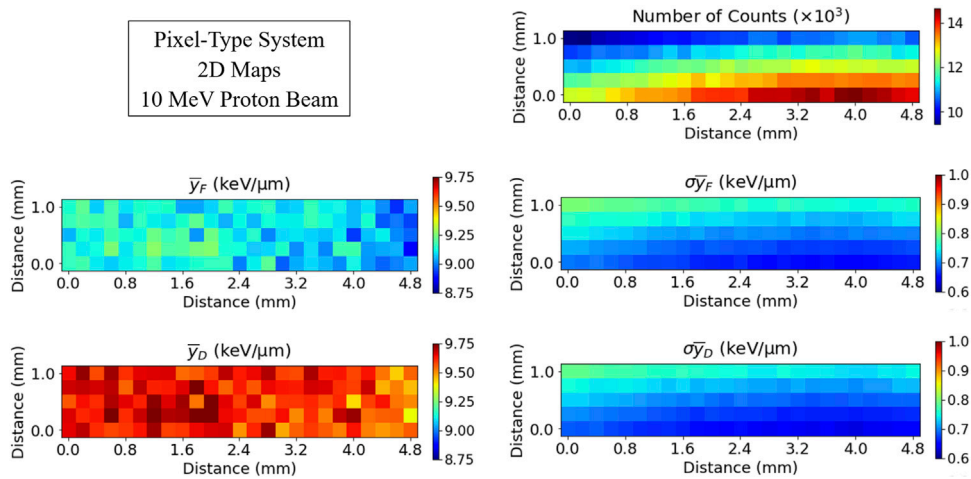 Pixel-Type System
2D Maps
10 MeV Proton Beam
Number of Counts (×10³)
Distance (mm)
1.0
0.0
0.0 0.8 1.6 2.4 3.2 4.0 4.8
Distance (mm)
14
12
10
y̅_F (keV/μm)
Distance (mm)
1.0
0.0
0.0 0.8 1.6 2.4 3.2 4.0 4.8
Distance (mm)
9.75
9.50
9.25
9.00
8.75
σy̅_F (keV/μm)
Distance (mm)
1.0
0.0
0.0 0.8 1.6 2.4 3.2 4.0 4.8
Distance (mm)
1.0
0.9
0.8
0.7
0.6
y̅_D (keV/μm)
Distance (mm)
1.0
0.0
0.0 0.8 1.6 2.4 3.2 4.0 4.8
Distance (mm)
9.75
9.50
9.25
9.00
8.75
σy̅_D (keV/μm)
Distance (mm)
1.0
0.0
0.0 0.8 1.6 2.4 3.2 4.0 4.8
Distance (mm)
1.0
0.9
0.8
0.7
0.6